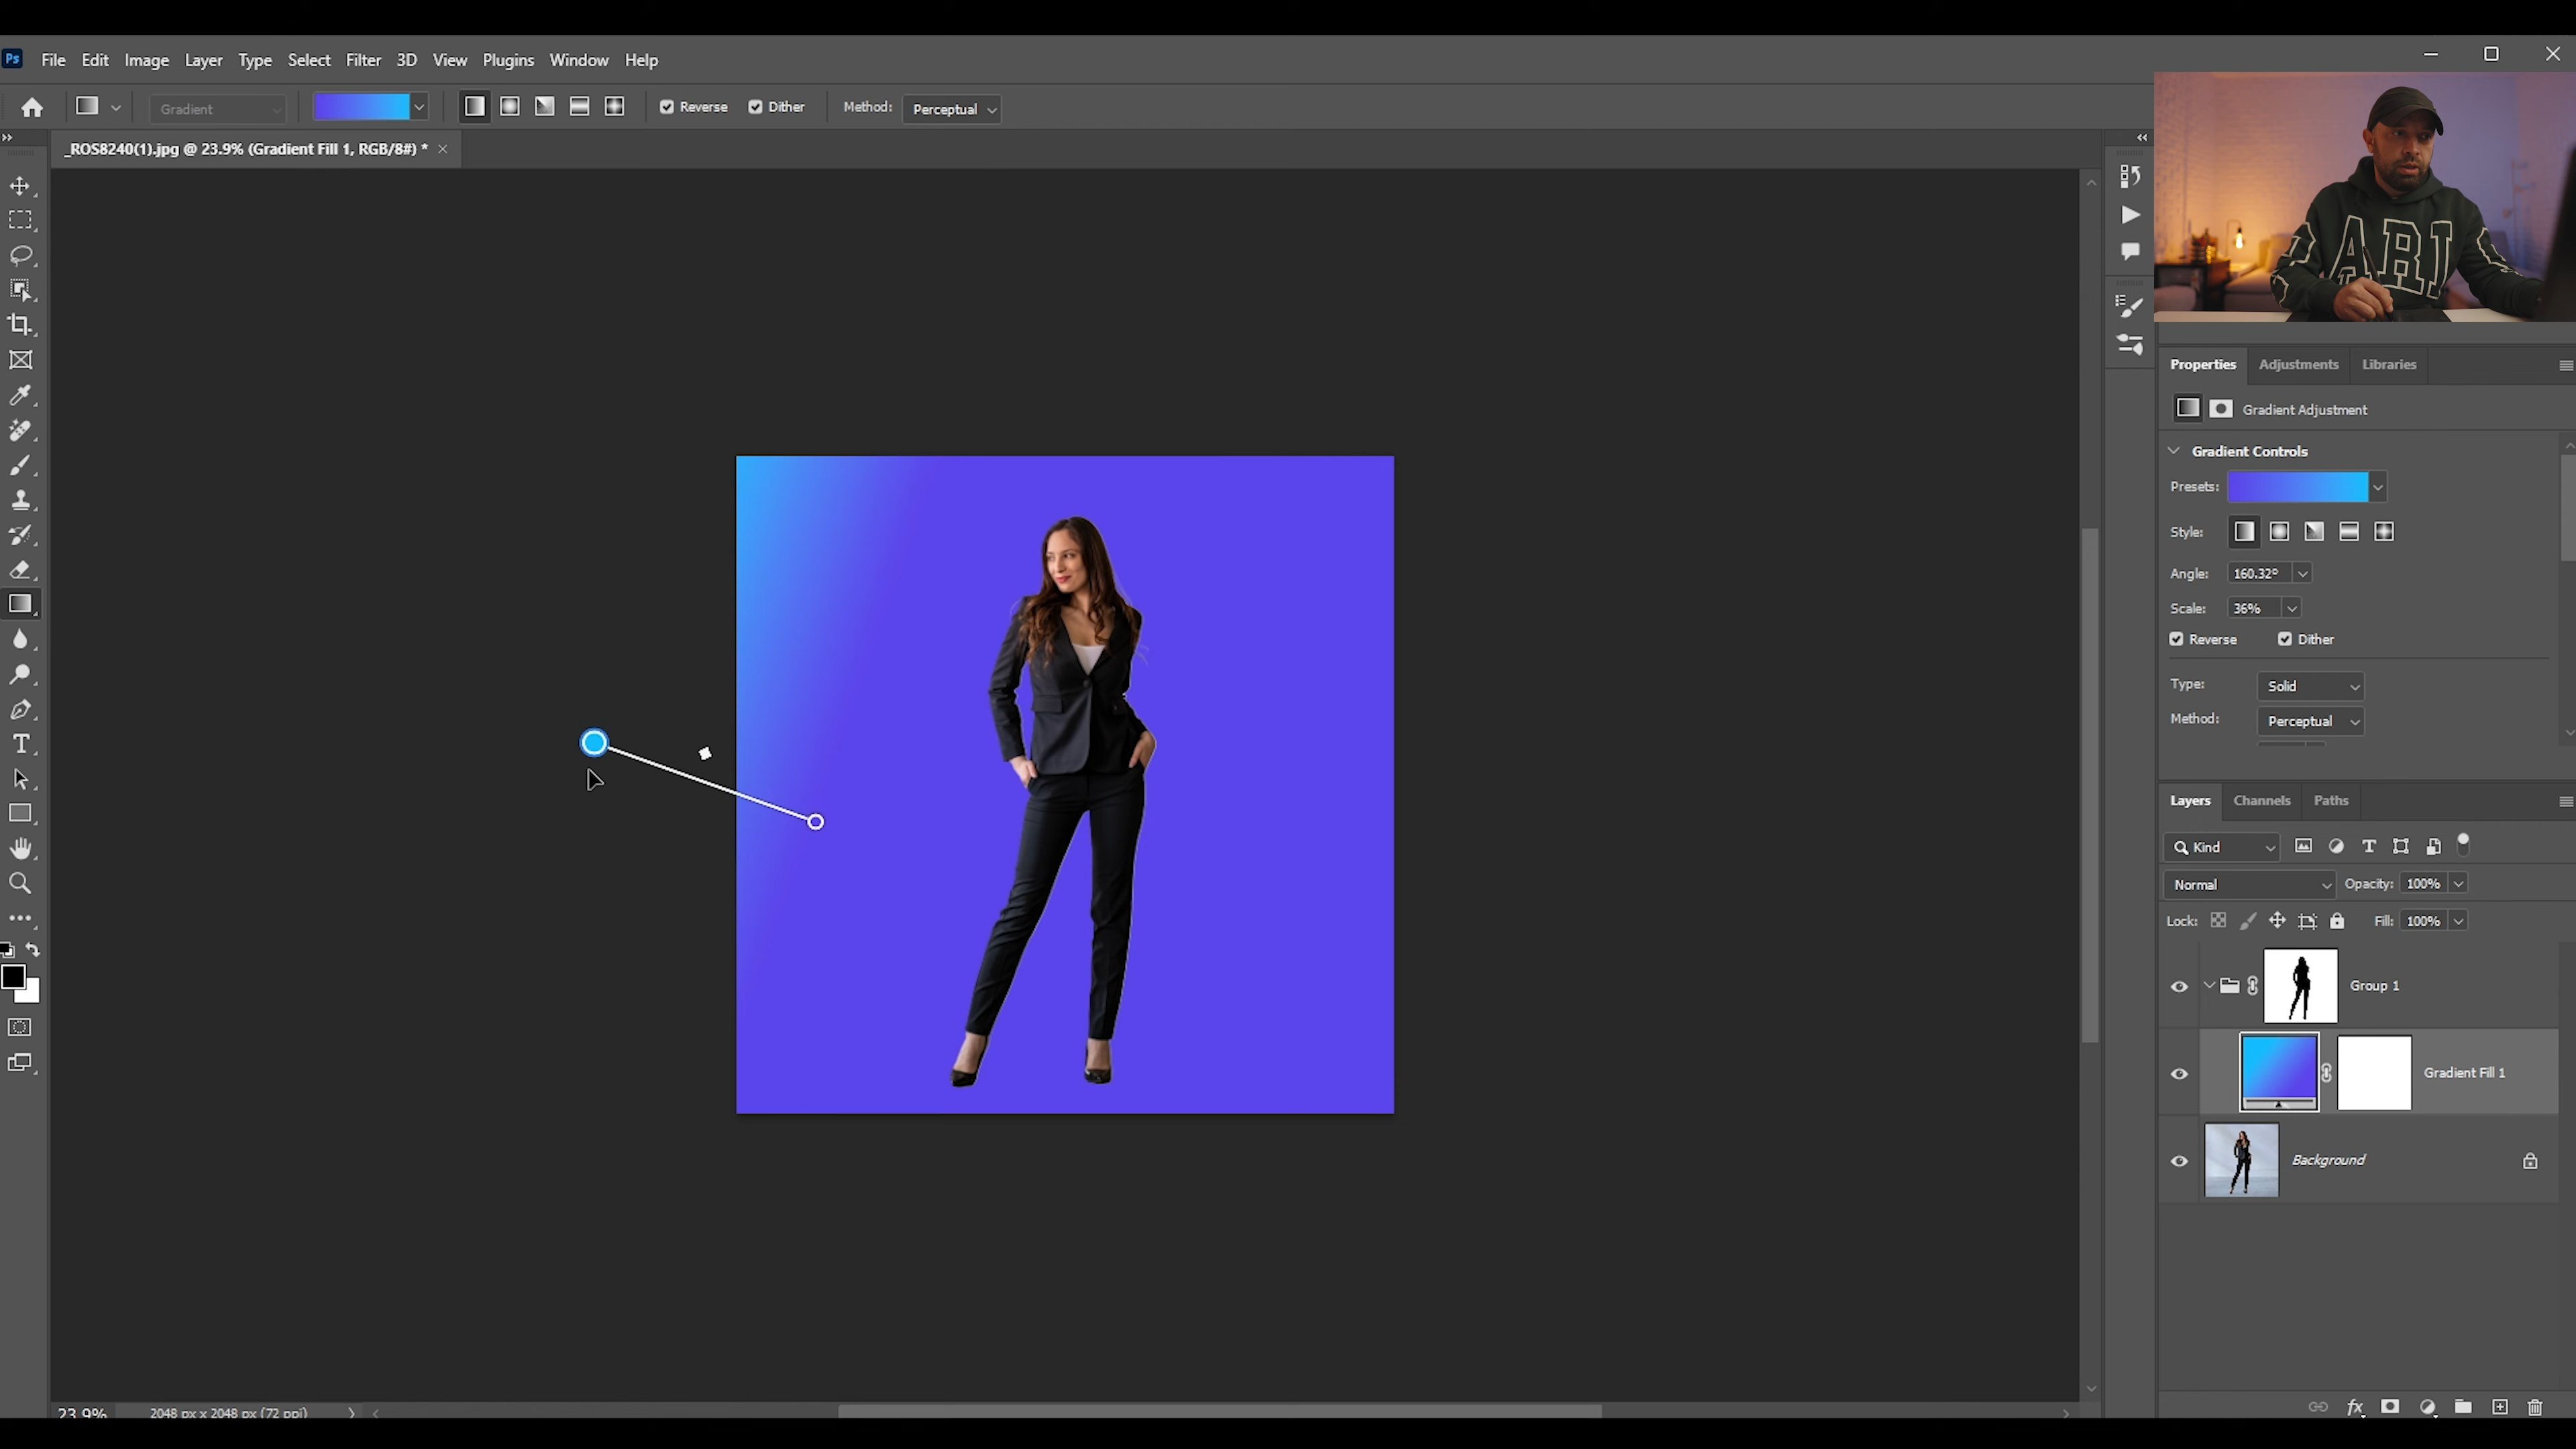 Ps File Edit Image Layer Type Select Filter 3D View Plugins Window Help
Gradient Reverse Dither Method: Perceptual
_ROS8240(1).jpg @ 23.9% (Gradient Fill 1, RGB/8#) * ×
Properties Adjustments Libraries
Gradient Adjustment
Gradient Controls
Presets:
Style:
Angle: 160.32°
Scale: 36%
Reverse Dither
Type: Solid
Method: Perceptual
Layers Channels Paths
Kind
Normal Opacity: 100%
Lock: Fill: 100%
Group 1
Gradient Fill 1
Background
23.9% 2048 px x 2048 px (72 ppi)